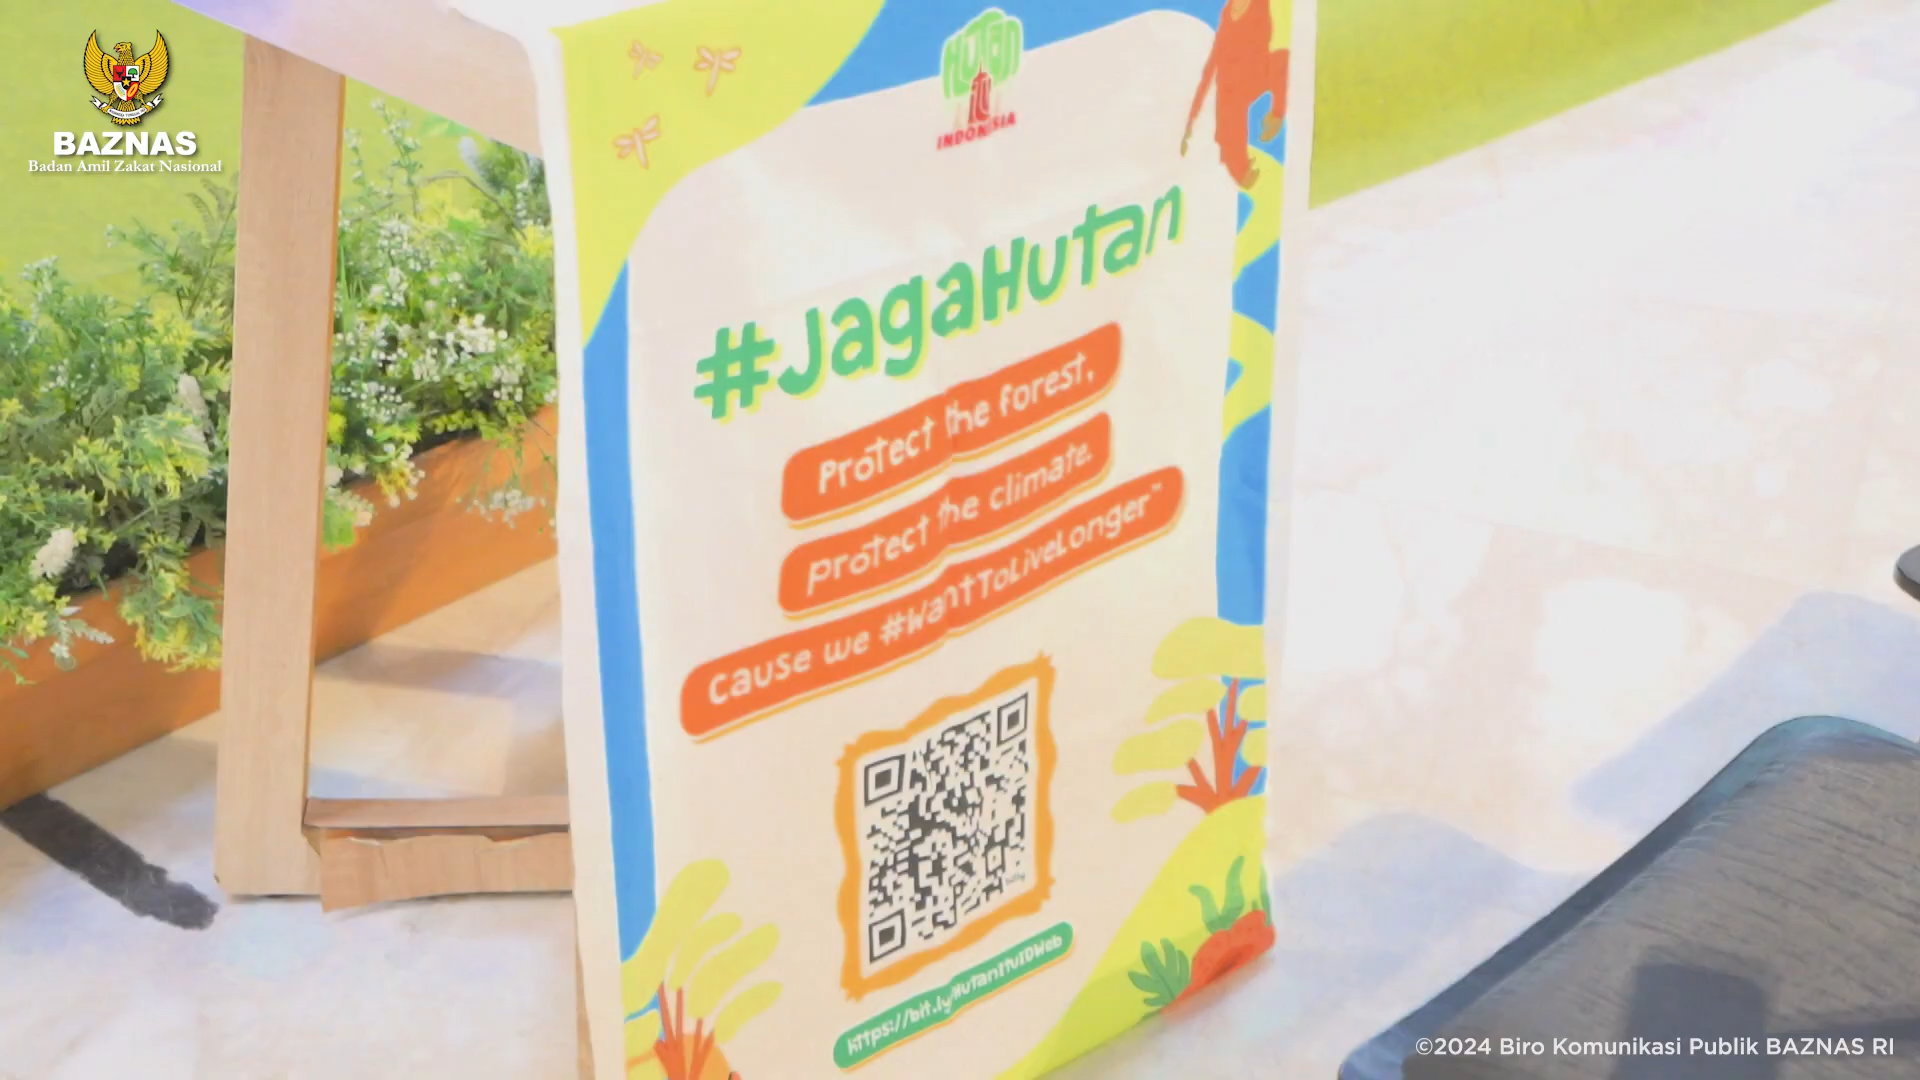 BAZNAS
Badan Amil Zakat Nasional
HUTAN
itu
INDONESIA
#JagaHutan
Protect the forest,
protect the climate.
cause we #WantToLiveLonger"
https://bit.ly/HutanItuIDWeb
©2024 Biro Komunikasi Publik BAZNAS RI